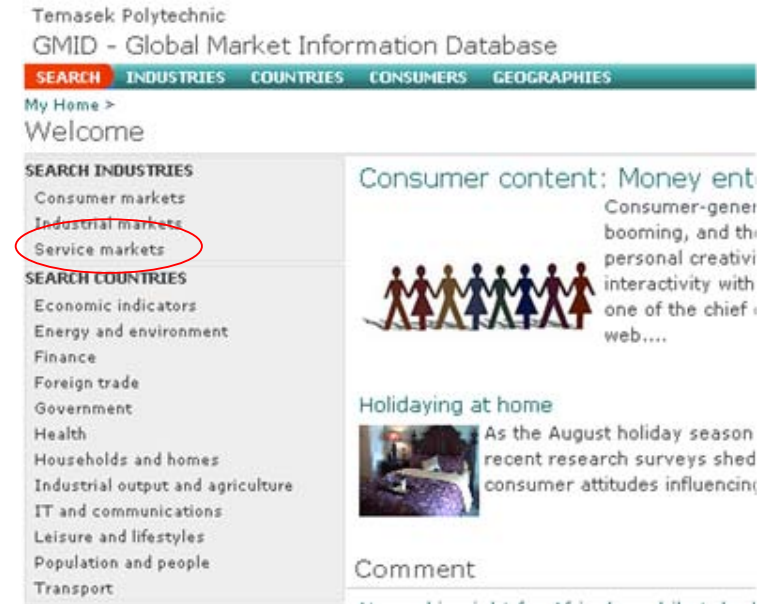 Temasek Polytechnic
GMID - Global Market Information Database
SEARCH INDUSTRIES COUNTRIES CONSUMERS GEOGRAPHIES
My Home >
Welcome
SEARCH INDUSTRIES
Consumer markets
Industrial markets
Service markets
SEARCH COUNTRIES
Economic indicators
Energy and environment
Finance
Foreign trade
Government
Health
Households and homes
Industrial output and agriculture
IT and communications
Leisure and lifestyles
Population and people
Transport
Consumer content: Money ent
Consumer-gener
booming, and the
personal creativi
interactivity with
one of the chief
web....
Holidaying at home
As the August holiday season
recent research surveys shed
consumer attitudes influencing
Comment